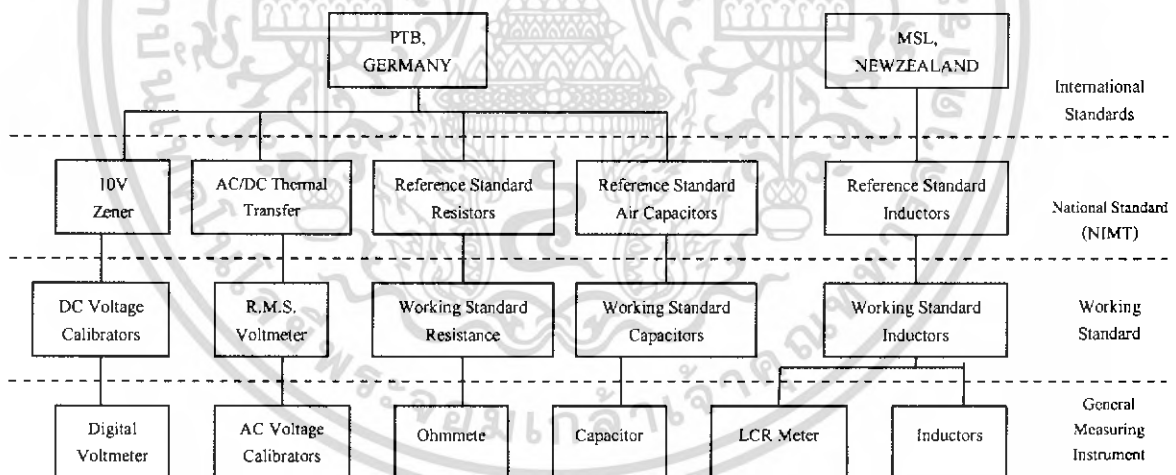 PTB,
GERMANY
MSL,
NEWZEALAND
International
Standards
10V
Zener
AC/DC Thermal
Transfer
Reference Standard
Resistors
Reference Standard
Air Capacitors
Reference Standard
Inductors
National Standard
(NIMT)
DC Voltage
Calibrators
R.M.S.
Voltmeter
Working Standard
Resistance
Working Standard
Capacitors
Working Standard
Inductors
Working
Standard
Digital
Voltmeter
AC Voltage
Calibrators
Ohmmete
Capacitor
LCR Meter
Inductors
General
Measuring
Instrument